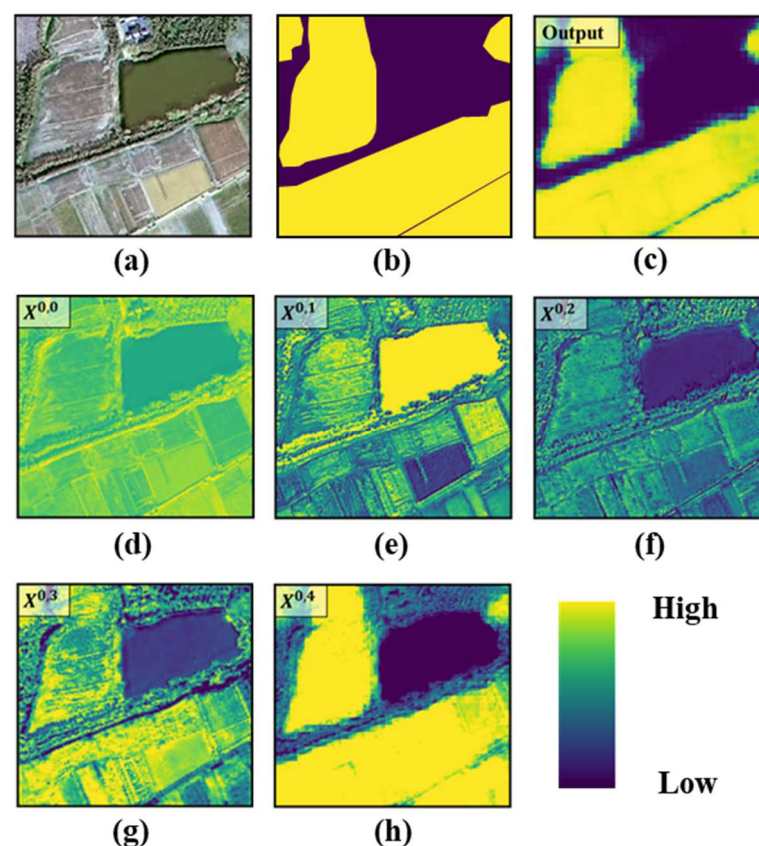 Output
(a) (b) (c)
X^{0,0} X^{0,1} X^{0,2}
(d) (e) (f)
X^{0,3} X^{0,4}
High
Low
(g) (h)